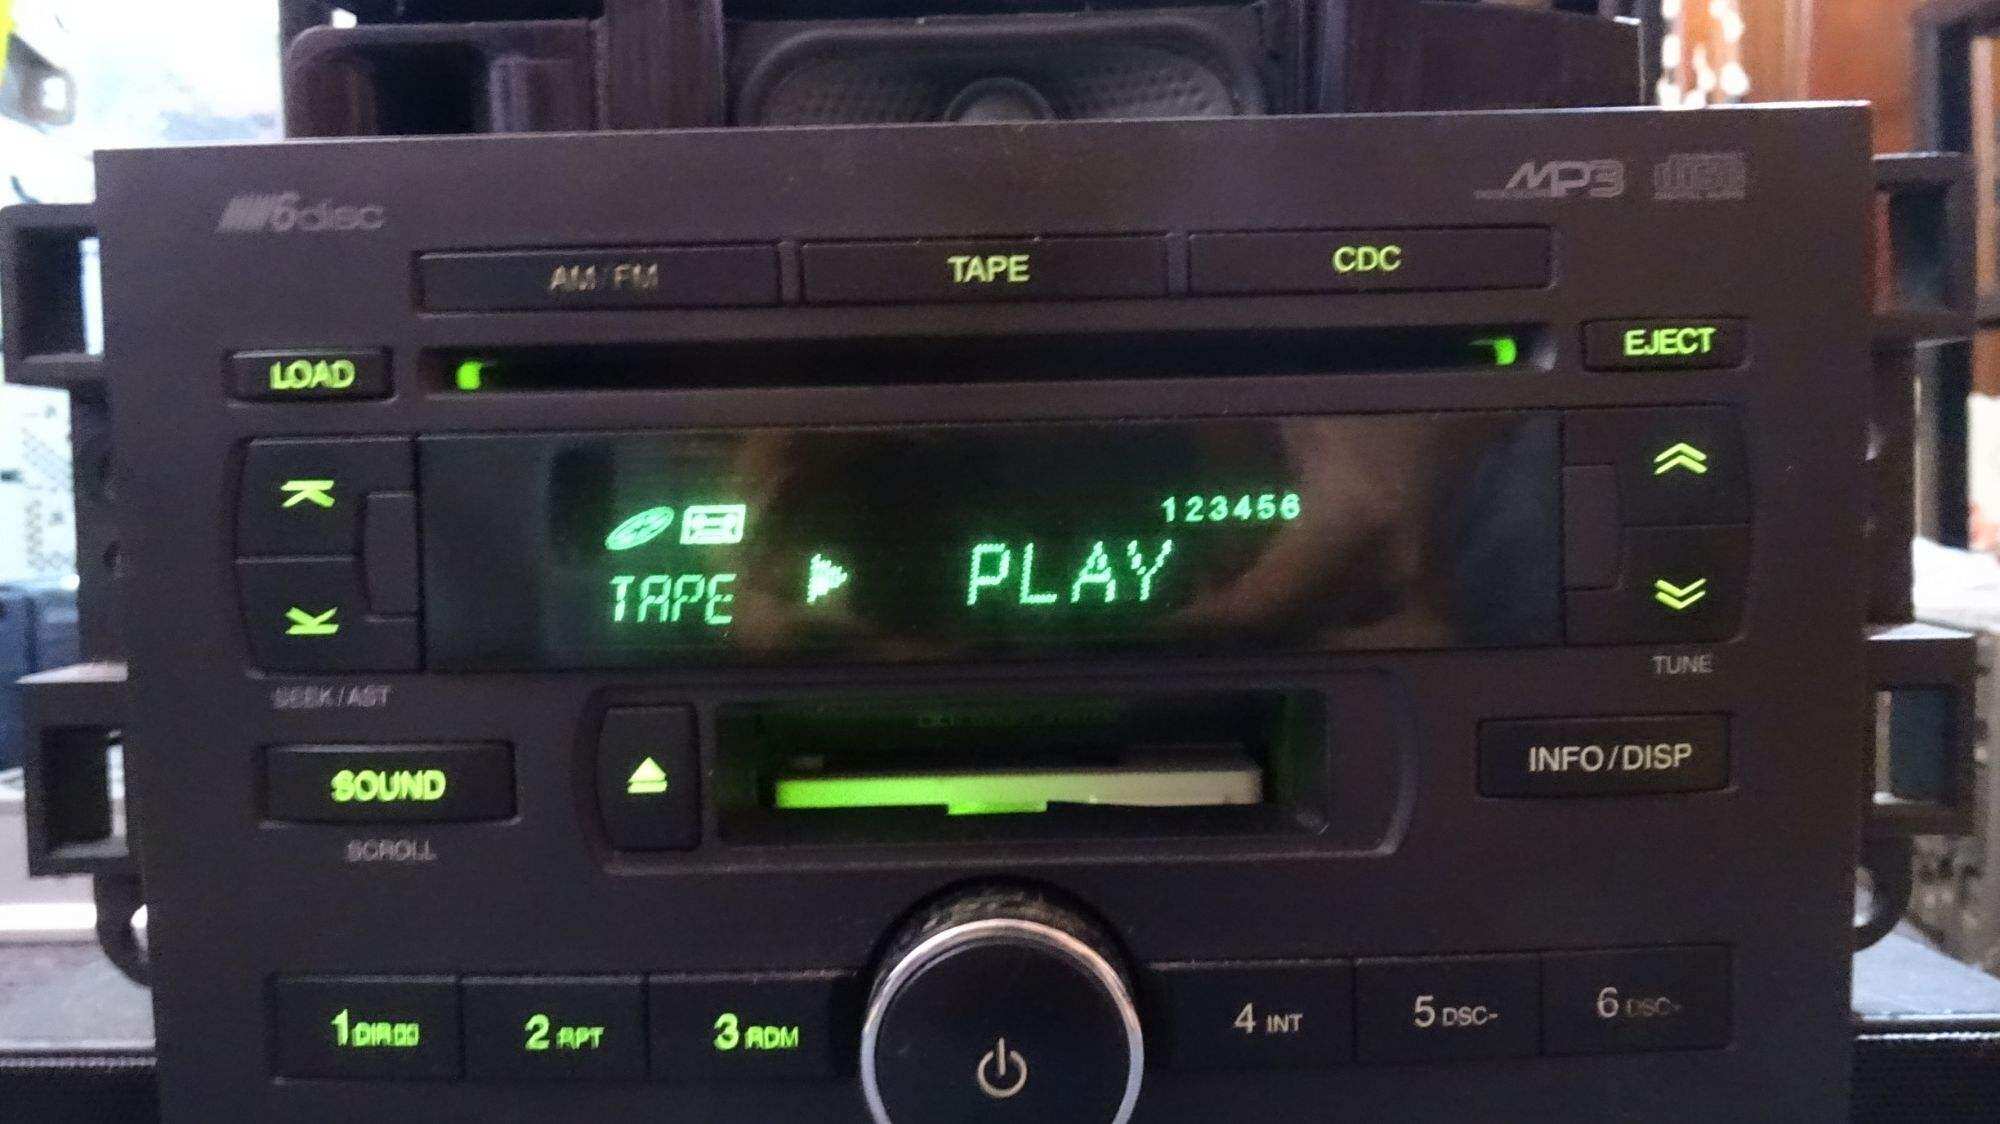 6disc
MP3
disc
AM/FM
TAPE
CDC
LOAD
EJECT
123456
TAPE
PLAY
SEEK/AST
TUNE
SOUND
INFO/DISP
SCROLL
1 DIR
2 RPT
3 RDM
4 INT
5 DSC-
6 DSC+